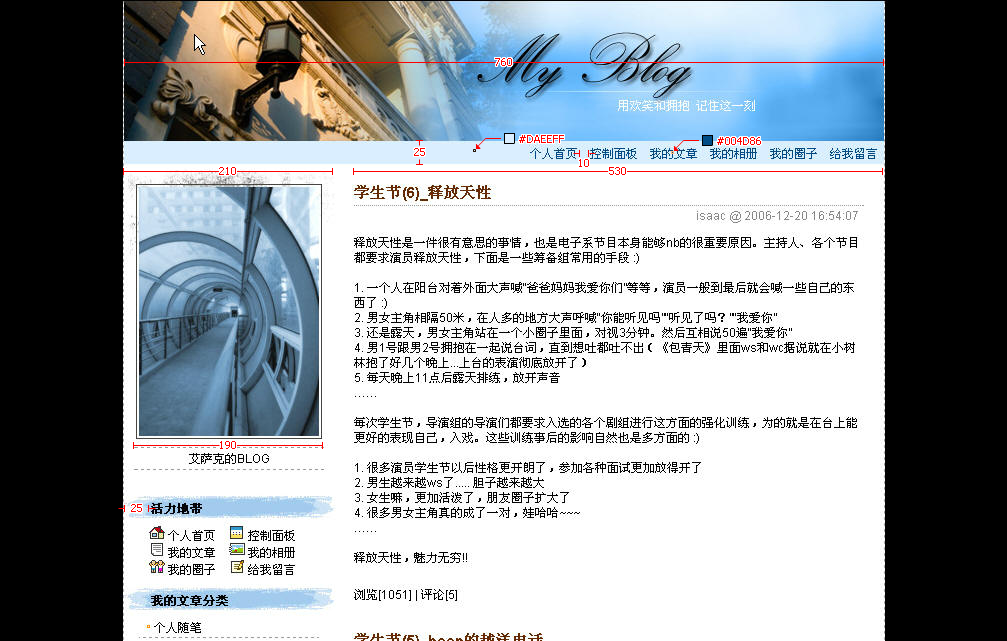 My Blog
760
用欢笑和拥抱 记住这一刻
#DAEEFF
#004D86
25
个人首页 控制面板 我的文章 我的相册 我的圈子 给我留言
10
210
530
学生节(6)_释放天性
isaac @ 2006-12-20 16:54:07
释放天性是一件很有意思的事情，也是电子系节目本身能够nb的很重要原因。主持人、各个节目
都要求演员释放天性，下面是一些筹备组常用的手段 :)
1. 一个人在阳台对着外面大声喊"爸爸妈妈我爱你们"等等，演员一般到最后就会喊一些自己的东
西了 :)
2. 男女主角相隔50米，在人多的地方大声呼喊"你能听见吗""听见了吗？""我爱你"
3. 还是露天，男女主角站在一个小圈子里面，对视3分钟。然后互相说50遍"我爱你"
4. 男1号跟男2号拥抱在一起说台词，直到想吐都吐不出（《包青天》里面ws和wc据说就在小树
林抱了好几个晚上...上台的表演彻底放开了）
5. 每天晚上11点后露天排练，放开声音
……
每次学生节，导演组的导演们都要求入选的各个剧组进行这方面的强化训练，为的就是在台上能
更好的表现自己，入戏。这些训练事后的影响自然也是多方面的 :)
1. 很多演员学生节以后性格更开朗了，参加各种面试更加放得开了
2. 男生越来越ws了..... 胆子越来越大
3. 女生嘛，更加活泼了，朋友圈子扩大了
4. 很多男女主角真的成了一对，娃哈哈~~~
……
释放天性，魅力无穷!!
浏览[1051] | 评论[5]
学生节(5)_beep的越洋电话
190
艾萨克的BLOG
25
活力地带
个人首页 控制面板
我的文章 我的相册
我的圈子 给我留言
我的文章分类
个人随笔